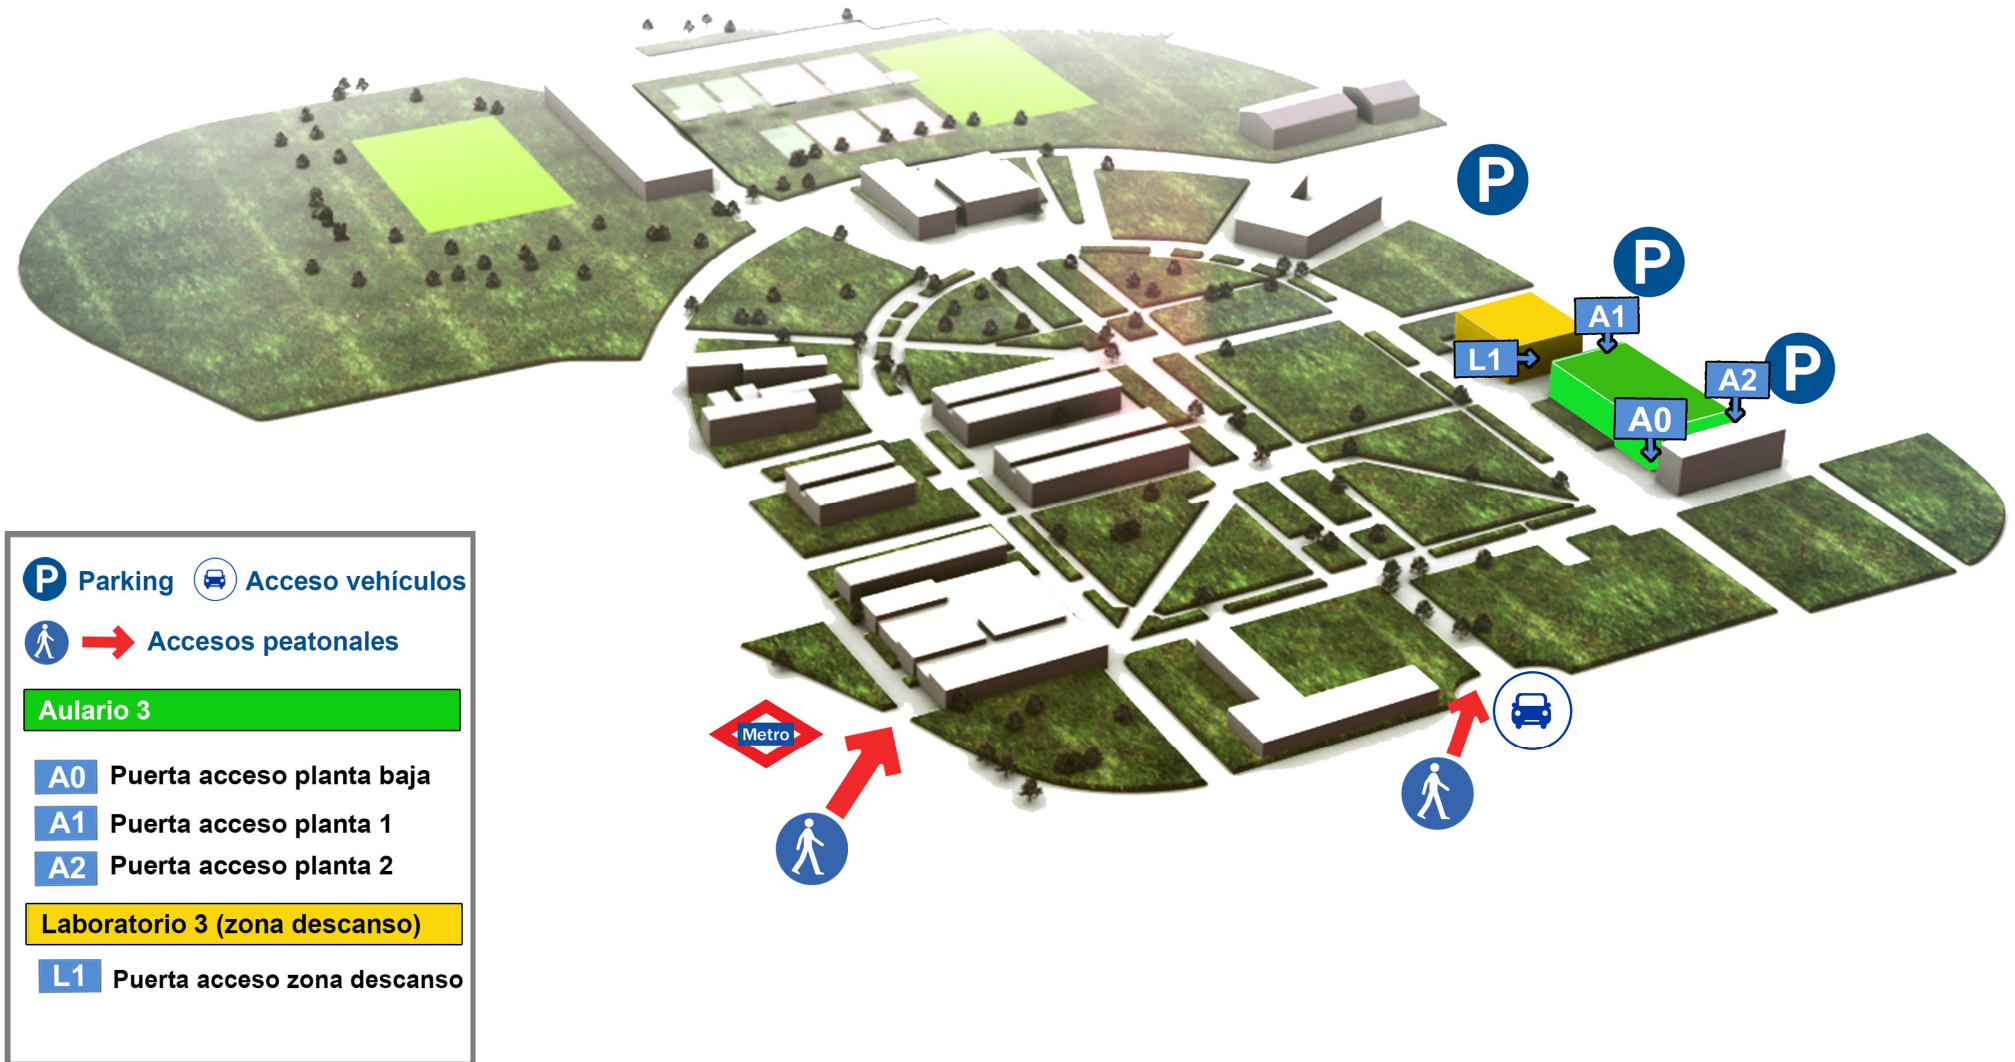 P
P
A1
L1
A2
P
A0
P Parking Acceso vehículos
Accesos peatonales
Aulario 3
A0 Puerta acceso planta baja
A1 Puerta acceso planta 1
A2 Puerta acceso planta 2
Laboratorio 3 (zona descanso)
L1 Puerta acceso zona descanso
Metro